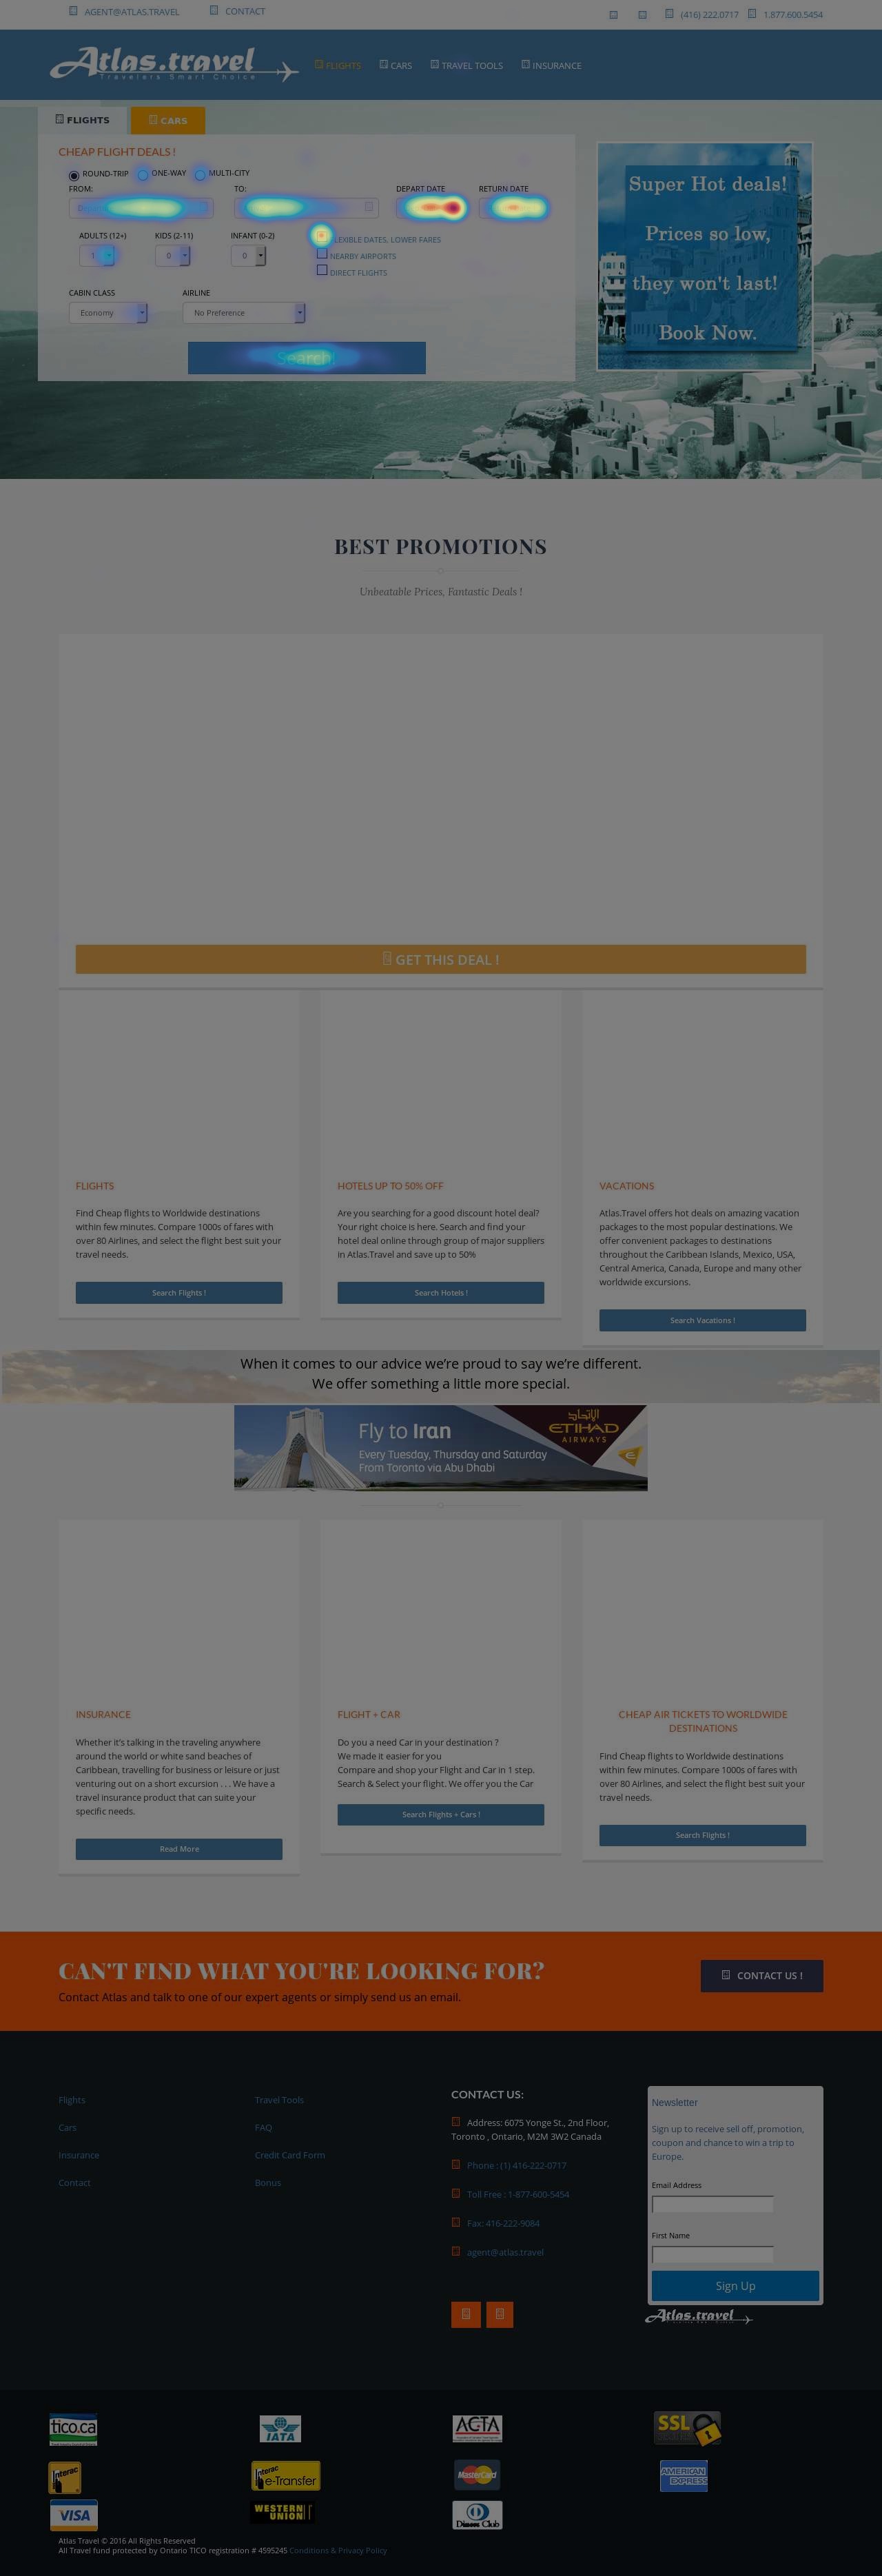 AGENT@ATLAS.TRAVEL CONTACT (416) 222.0717 1.877.600.5454
Atlas.travel
Travelers Smart Choice
FLIGHTS CARS TRAVEL TOOLS INSURANCE
FLIGHTS CARS
CHEAP FLIGHT DEALS !
ROUND-TRIP ONE-WAY MULTI-CITY
FROM: TO: DEPART DATE RETURN DATE
ADULTS (12+) KIDS (2-11) INFANT (0-2)
1 0 0
LEXIBLE DATES, LOWER FARES
NEARBY AIRPORTS
DIRECT FLIGHTS
CABIN CLASS AIRLINE
Economy No Preference
Search
Super Hot deals!
Prices so low,
they won't last!
Book Now.
BEST PROMOTIONS
Unbeatable Prices, Fantastic Deals !
GET THIS DEAL !
FLIGHTS
Find Cheap flights to Worldwide destinations
within few minutes. Compare 1000s of fares with
over 80 Airlines, and select the flight best suit your
travel needs.
Search Flights !
HOTELS UP TO 50% OFF
Are you searching for a good discount hotel deal?
Your right choice is here. Search and find your
hotel deal online through group of major suppliers
in Atlas.Travel and save up to 50%
Search Hotels !
VACATIONS
Atlas.Travel offers hot deals on amazing vacation
packages to the most popular destinations. We
offer convenient packages to destinations
throughout the Caribbean Islands, Mexico, USA,
Central America, Canada, Europe and many other
worldwide excursions.
Search Vacations !
When it comes to our advice we’re proud to say we’re different.
We offer something a little more special.
Fly to Iran
Every Tuesday, Thursday and Saturday
From Toronto via Abu Dhabi
الإتحاد
ETIHAD
AIRWAYS
INSURANCE
Whether it’s talking in the traveling anywhere
around the world or white sand beaches of
Caribbean, travelling for business or leisure or just
venturing out on a short excursion . . . We have a
travel insurance product that can suite your
specific needs.
Read More
FLIGHT + CAR
Do you a need Car in your destination ?
We made it easier for you
Compare and shop your Flight and Car in 1 step.
Search & Select your flight. We offer you the Car
Search Flights + Cars !
CHEAP AIR TICKETS TO WORLDWIDE
DESTINATIONS
Find Cheap flights to Worldwide destinations
within few minutes. Compare 1000s of fares with
over 80 Airlines, and select the flight best suit your
travel needs.
Search Flights !
CAN'T FIND WHAT YOU'RE LOOKING FOR?
Contact Atlas and talk to one of our expert agents or simply send us an email.
CONTACT US !
Flights
Cars
Insurance
Contact
Travel Tools
FAQ
Credit Card Form
Bonus
CONTACT US:
Address: 6075 Yonge St., 2nd Floor,
Toronto , Ontario, M2M 3W2 Canada
Phone : (1) 416-222-0717
Toll Free : 1-877-600-5454
Fax: 416-222-9084
agent@atlas.travel
Newsletter
Sign up to receive sell off, promotion,
coupon and chance to win a trip to
Europe.
Email Address
First Name
Sign Up
Atlas.travel
tico.ca
IATA
ACTA
SSL
Interac
Interac
e-Transfer
MasterCard
AMERICAN
EXPRESS
VISA
WESTERN
UNION
Diners Club
Atlas Travel © 2016 All Rights Reserved
All Travel fund protected by Ontario TICO registration # 4595245 Conditions & Privacy Policy